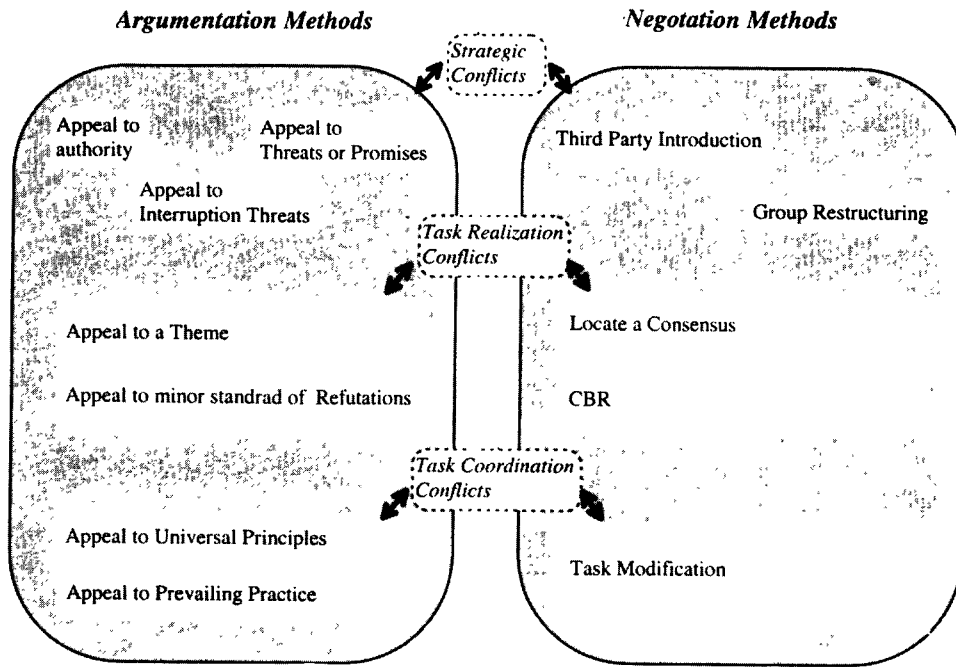 Argumentation Methods
Negotation Methods
Strategic
Conflicts
Appeal to
authority
Appeal to
Threats or Promises
Appeal to
Interruption Threats
Third Party Introduction
Group Restructuring
Task Realization
Conflicts
Appeal to a Theme
Appeal to minor standrad of Refutations
Locate a Consensus
CBR
Task Coordination
Conflicts
Appeal to Universal Principles
Appeal to Prevailing Practice
Task Modification